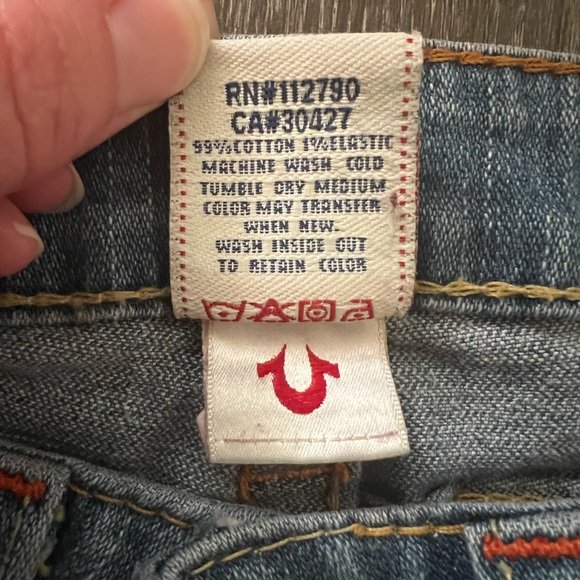 RN#112790
CA#30427
99%COTTON 1%ELASTIC
MACHINE WASH COLD
TUMBLE DRY MEDIUM
COLOR MAY TRANSFER
WHEN NEW.
WASH INSIDE OUT
TO RETAIN COLOR